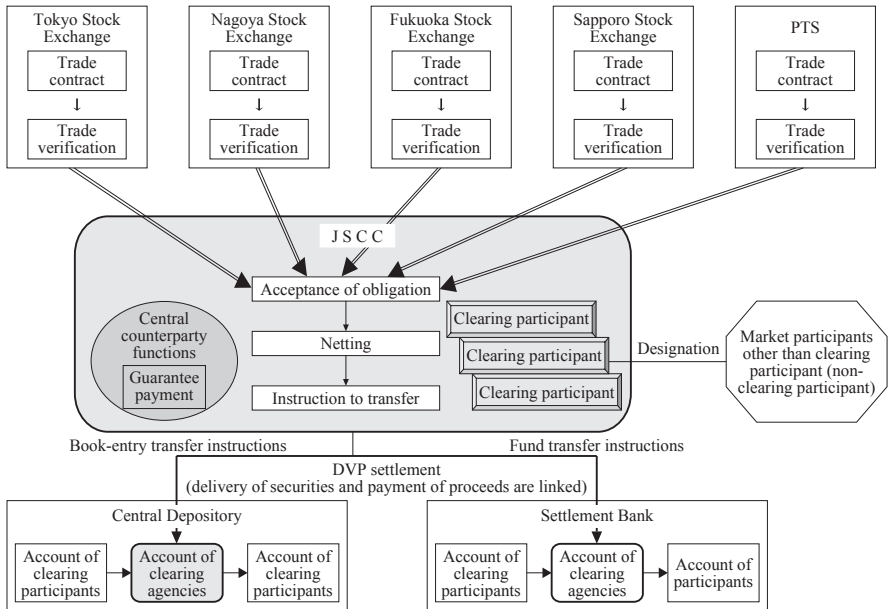 Tokyo Stock
Exchange
Trade
contract
↓
Trade
verification
Nagoya Stock
Exchange
Trade
contract
↓
Trade
verification
Fukuoka Stock
Exchange
Trade
contract
↓
Trade
verification
Sapporo Stock
Exchange
Trade
contract
↓
Trade
verification
PTS
Trade
contract
↓
Trade
verification
J S C C
Acceptance of obligation
Netting
Instruction to transfer
Central
counterparty
functions
Guarantee
payment
Clearing participant
Clearing participant
Clearing participant
Designation
Market participants
other than clearing
participant (non-
clearing participant)
Book-entry transfer instructions
Fund transfer instructions
DVP settlement
(delivery of securities and payment of proceeds are linked)
Central Depository
Account of
clearing
participants
Account of
clearing
agencies
Account of
clearing
participants
Settlement Bank
Account of
clearing
participants
Account of
clearing
agencies
Account of
participants